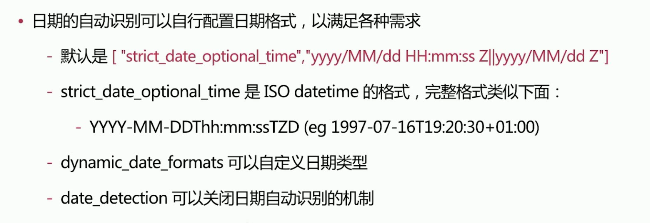 • 日期的自动识别可以自行配置日期格式，以满足各种需求
- 默认是 [ "strict_date_optional_time","yyyy/MM/dd HH:mm:ss Z||yyyy/MM/dd Z"]
- strict_date_optional_time 是 ISO datetime 的格式，完整格式类似下面：
- YYYY-MM-DDThh:mm:ssTZD (eg 1997-07-16T19:20:30+01:00)
- dynamic_date_formats 可以自定义日期类型
- date_detection 可以关闭日期自动识别的机制